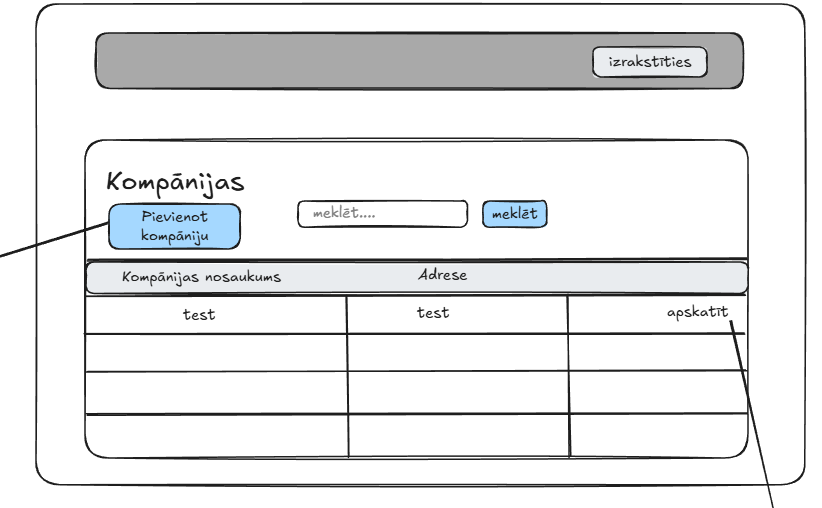 izrakstīties
Kompānijas
Pievienot
kompāniju
meklēt....
meklēt
Kompānijas nosaukums
Adrese
test
test
apskatīt